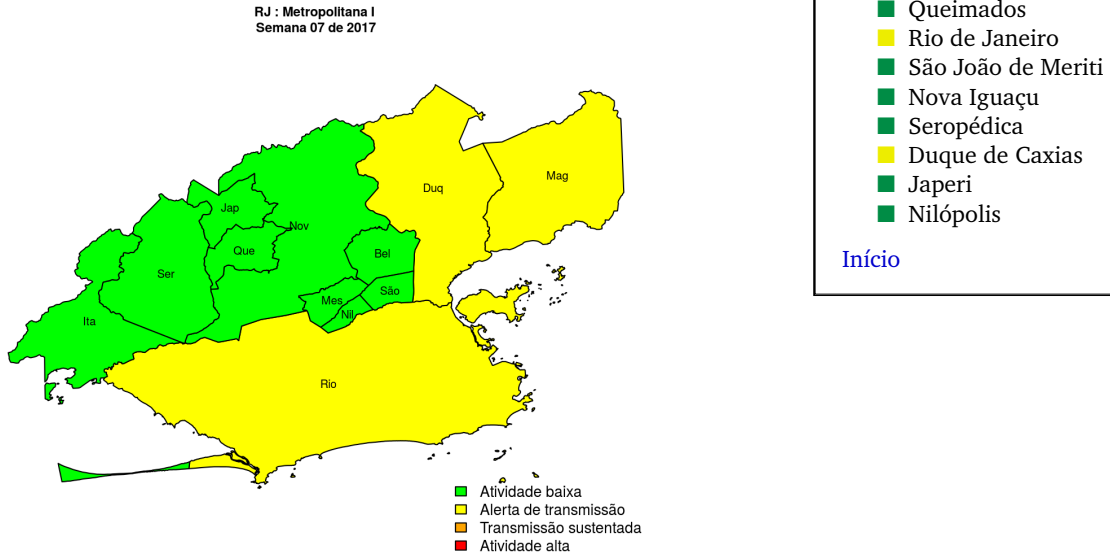 RJ : Metropolitana I
Semana 07 de 2017
Duq
Mag
Jap
Nov
Que
Bel
Ser
São
Mes
Nil
Ita
Rio
Atividade baixa
Alerta de transmissão
Transmissão sustentada
Atividade alta
Queimados
Rio de Janeiro
São João de Meriti
Nova Iguaçu
Seropédica
Duque de Caxias
Japeri
Nilópolis
Início